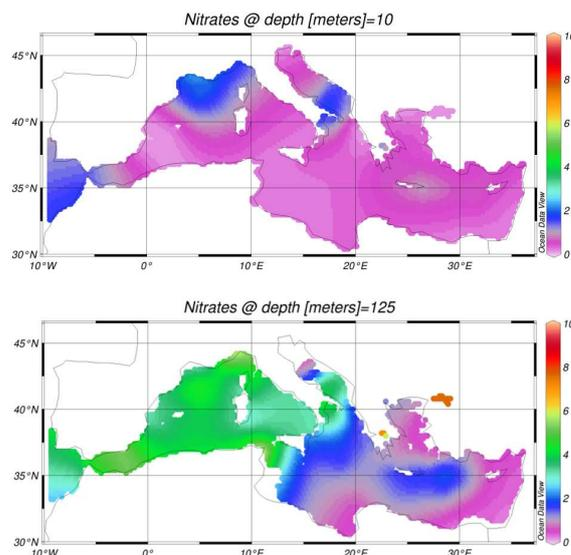 Nitrates @ depth [meters]=10
45°N
40°N
35°N
30°N
10°W 0° 10°E 20°E 30°E
10
8
6
4
2
0
Ocean Data View
Nitrates @ depth [meters]=125
45°N
40°N
35°N
30°N
10°W 0° 10°E 20°E 30°E
10
8
6
4
2
0
Ocean Data View